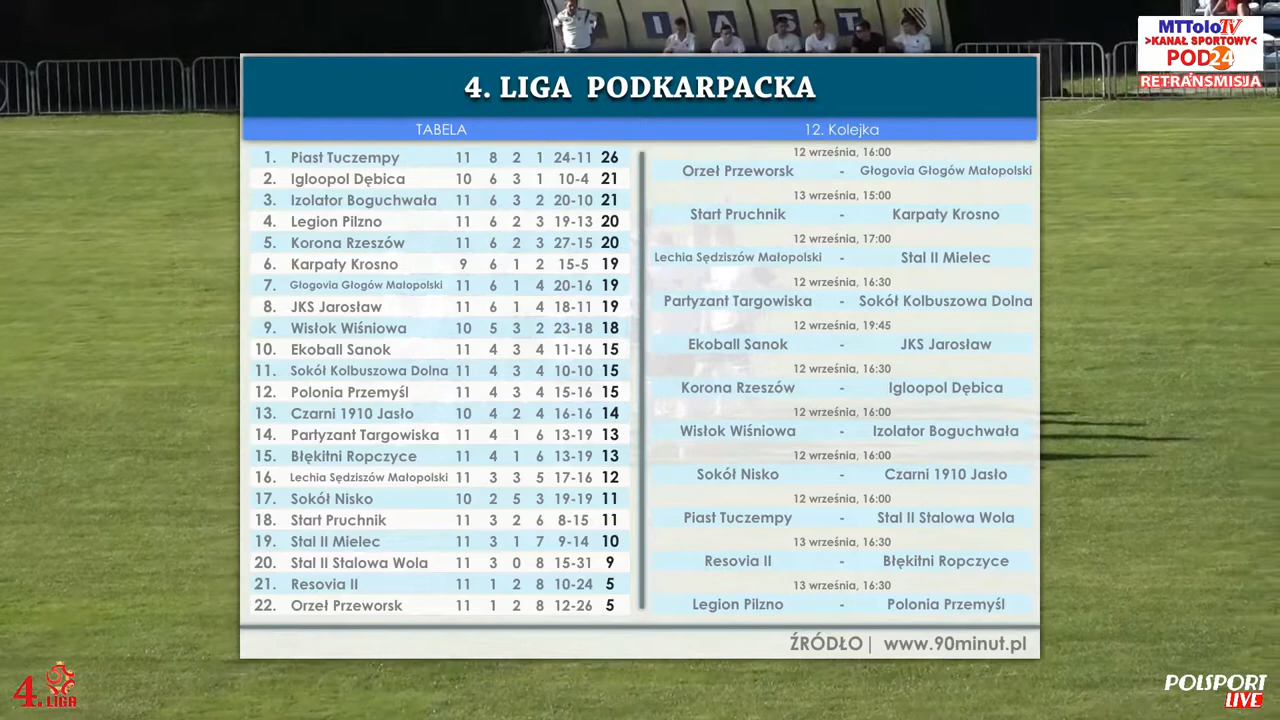 IAST
MTToloTV
>KANAŁ SPORTOWY<
POD24
RETRANSMISJA
4. LIGA PODKARPACKA
TABELA
12. Kolejka
1. Piast Tuczempy 11 8 2 1 24-11 26
2. Igloopol Dębica 10 6 3 1 10-4 21
3. Izolator Boguchwała 11 6 3 2 20-10 21
4. Legion Pilzno 11 6 2 3 19-13 20
5. Korona Rzeszów 11 6 2 3 27-15 20
6. Karpaty Krosno 9 6 1 2 15-5 19
7. Głogovia Głogów Małopolski 11 6 1 4 20-16 19
8. JKS Jarosław 11 6 1 4 18-11 19
9. Wisłok Wiśniowa 10 5 3 2 23-18 18
10. Ekoball Sanok 11 4 3 4 11-16 15
11. Sokół Kolbuszowa Dolna 11 4 3 4 10-10 15
12. Polonia Przemyśl 11 4 3 4 15-16 15
13. Czarni 1910 Jasło 10 4 2 4 16-16 14
14. Partyzant Targowiska 11 4 1 6 13-19 13
15. Błękitni Ropczyce 11 4 1 6 13-19 13
16. Lechia Sędziszów Małopolski 11 3 3 5 17-16 12
17. Sokół Nisko 10 2 5 3 19-19 11
18. Start Pruchnik 11 3 2 6 8-15 11
19. Stal II Mielec 11 3 1 7 9-14 10
20. Stal II Stalowa Wola 11 3 0 8 15-31 9
21. Resovia II 11 1 2 8 10-24 5
22. Orzeł Przeworsk 11 1 2 8 12-26 5
12 września, 16:00
Orzeł Przeworsk - Głogovia Głogów Małopolski
13 września, 15:00
Start Pruchnik - Karpaty Krosno
12 września, 17:00
Lechia Sędziszów Małopolski - Stal II Mielec
12 września, 16:30
Partyzant Targowiska - Sokół Kolbuszowa Dolna
12 września, 19:45
Ekoball Sanok - JKS Jarosław
12 września, 16:30
Korona Rzeszów - Igloopol Dębica
12 września, 16:00
Wisłok Wiśniowa - Izolator Boguchwała
12 września, 16:00
Sokół Nisko - Czarni 1910 Jasło
12 września, 16:00
Piast Tuczempy - Stal II Stalowa Wola
13 września, 16:30
Resovia II - Błękitni Ropczyce
13 września, 16:30
Legion Pilzno - Polonia Przemyśl
ŹRÓDŁO | www.90minut.pl
4. LIGA
POLSPORT
LIVE